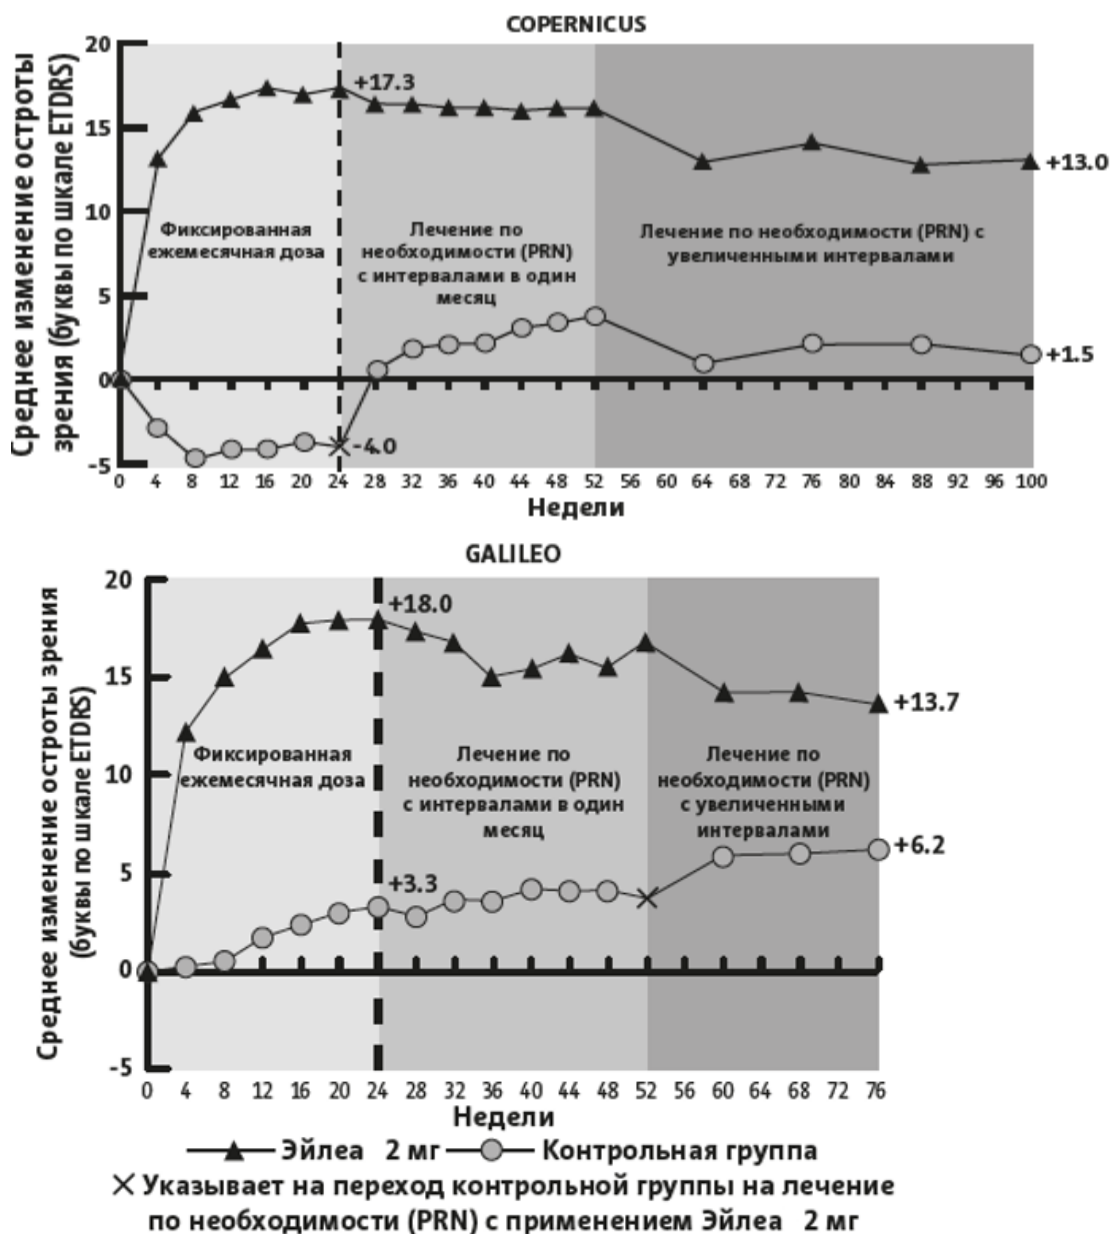 COPERNICUS
Среднее изменение остроты
зрения (буквы по шкале ETDRS)
20
15
10
5
0
-5
+17.3
+13.0
Фиксированная
ежемесячная доза
Лечение по
необходимости (PRN)
с интервалами в один
месяц
Лечение по необходимости (PRN) с
увеличенными интервалами
+1.5
-4.0
0 4 8 12 16 20 24 28 32 36 40 44 48 52 56 60 64 68 72 76 80 84 88 92 96 100
Недели
GALILEO
Среднее изменение остроты зрения
(буквы по шкале ETDRS)
20
15
10
5
0
-5
+18.0
+13.7
Фиксированная
ежемесячная доза
Лечение по
необходимости (PRN)
с интервалами в один
месяц
Лечение по
необходимости (PRN)
с увеличенными
интервалами
+6.2
+3.3
0 4 8 12 16 20 24 28 32 36 40 44 48 52 56 60 64 68 72 76
Недели
Эйлеа 2 мг Контрольная группа
× Указывает на переход контрольной группы на лечение
по необходимости (PRN) с применением Эйлеа 2 мг